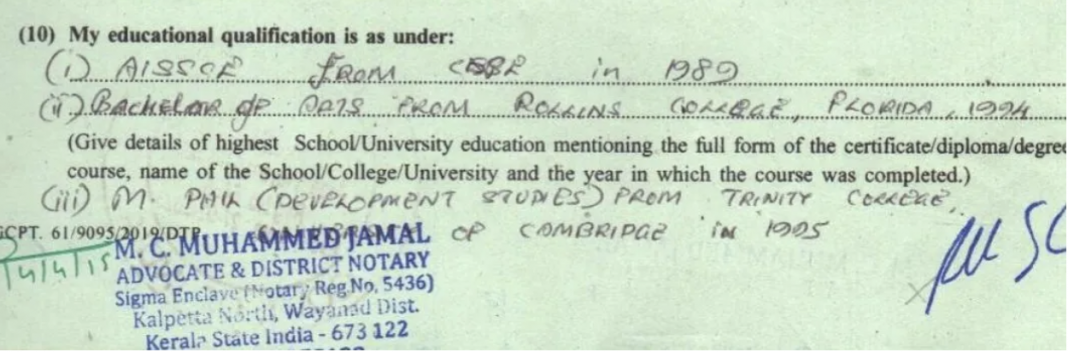 (10) My educational qualification is as under:
(i) AISSCE FROM CBSE in 1989
(ii) Bachelor of ARTS FROM ROLLINS COLLEGE, FLORIDA, 1994
(Give details of highest School/University education mentioning the full form of the certificate/diploma/degree
course, name of the School/College/University and the year in which the course was completed.)
(iii) M. PHIL (DEVELOPMENT STUDIES) FROM TRINITY COLLEGE,
GCPT. 61/9095/2019/DTP OF CAMBRIDGE in 1995
M. C. MUHAMMED JAMAL
ADVOCATE & DISTRICT NOTARY
Sigma Enclave (Notary Reg.No. 5436)
Kalpetta North, Wayanad Dist.
Kerala State India - 673 122